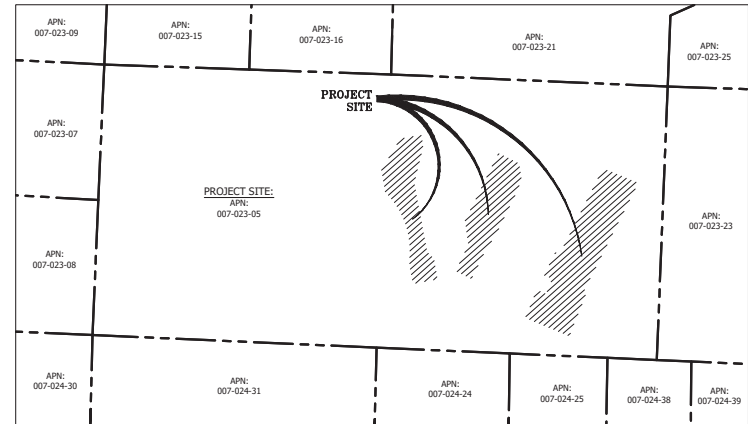 APN:
007-023-09
APN:
007-023-15
APN:
007-023-16
APN:
007-023-21
APN:
007-023-25
PROJECT
SITE
APN:
007-023-07
PROJECT SITE:
APN:
007-023-05
APN:
007-023-23
APN:
007-023-08
APN:
007-024-30
APN:
007-024-31
APN:
007-024-24
APN:
007-024-25
APN:
007-024-38
APN:
007-024-39